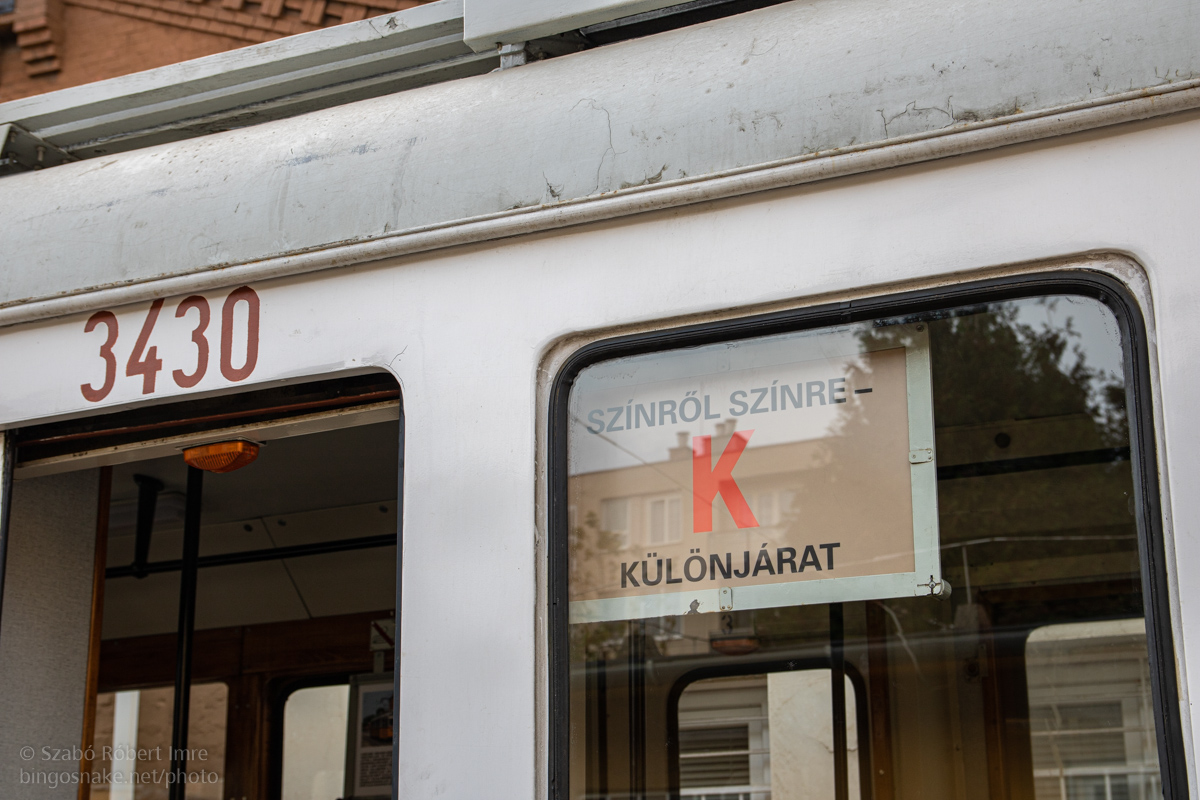 3430
SZÍNRŐL SZÍNRE –
K
KÜLÖNJÁRAT
© Szabó Róbert Imre
bingosnake.net/photo